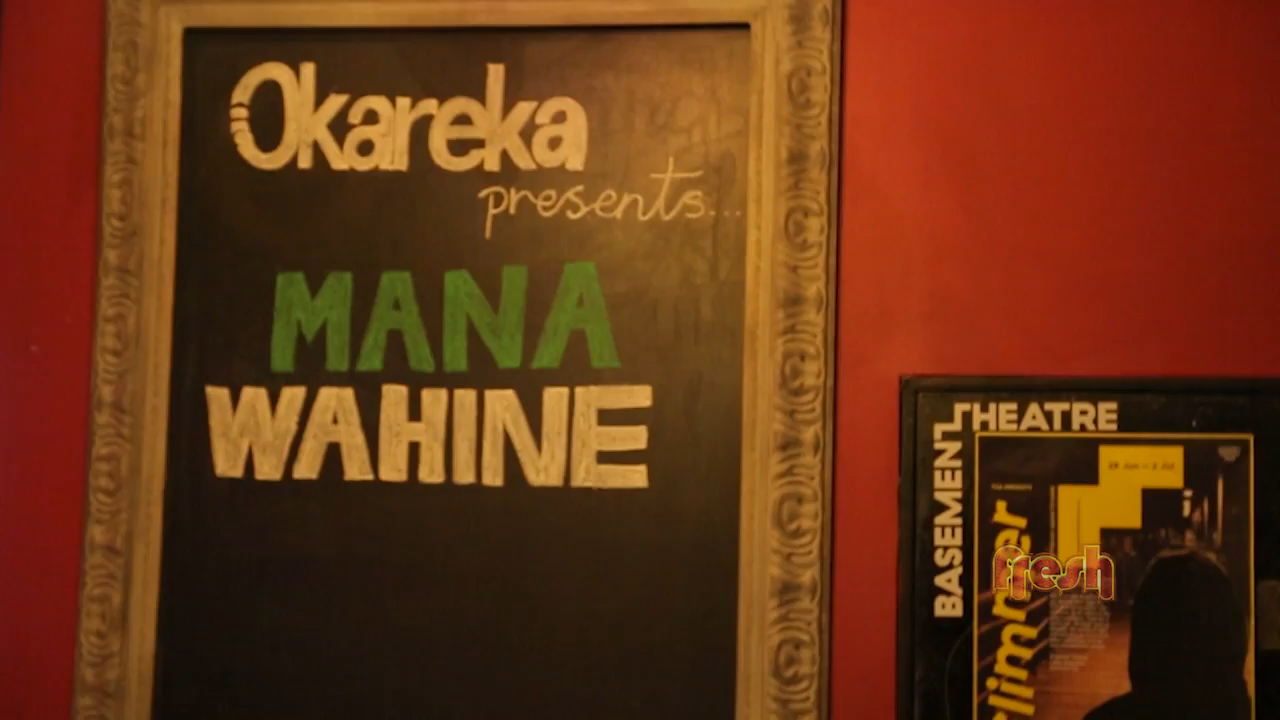 Okareka
presents...
MANA
WAHINE
BASEMENT THEATRE
fresh